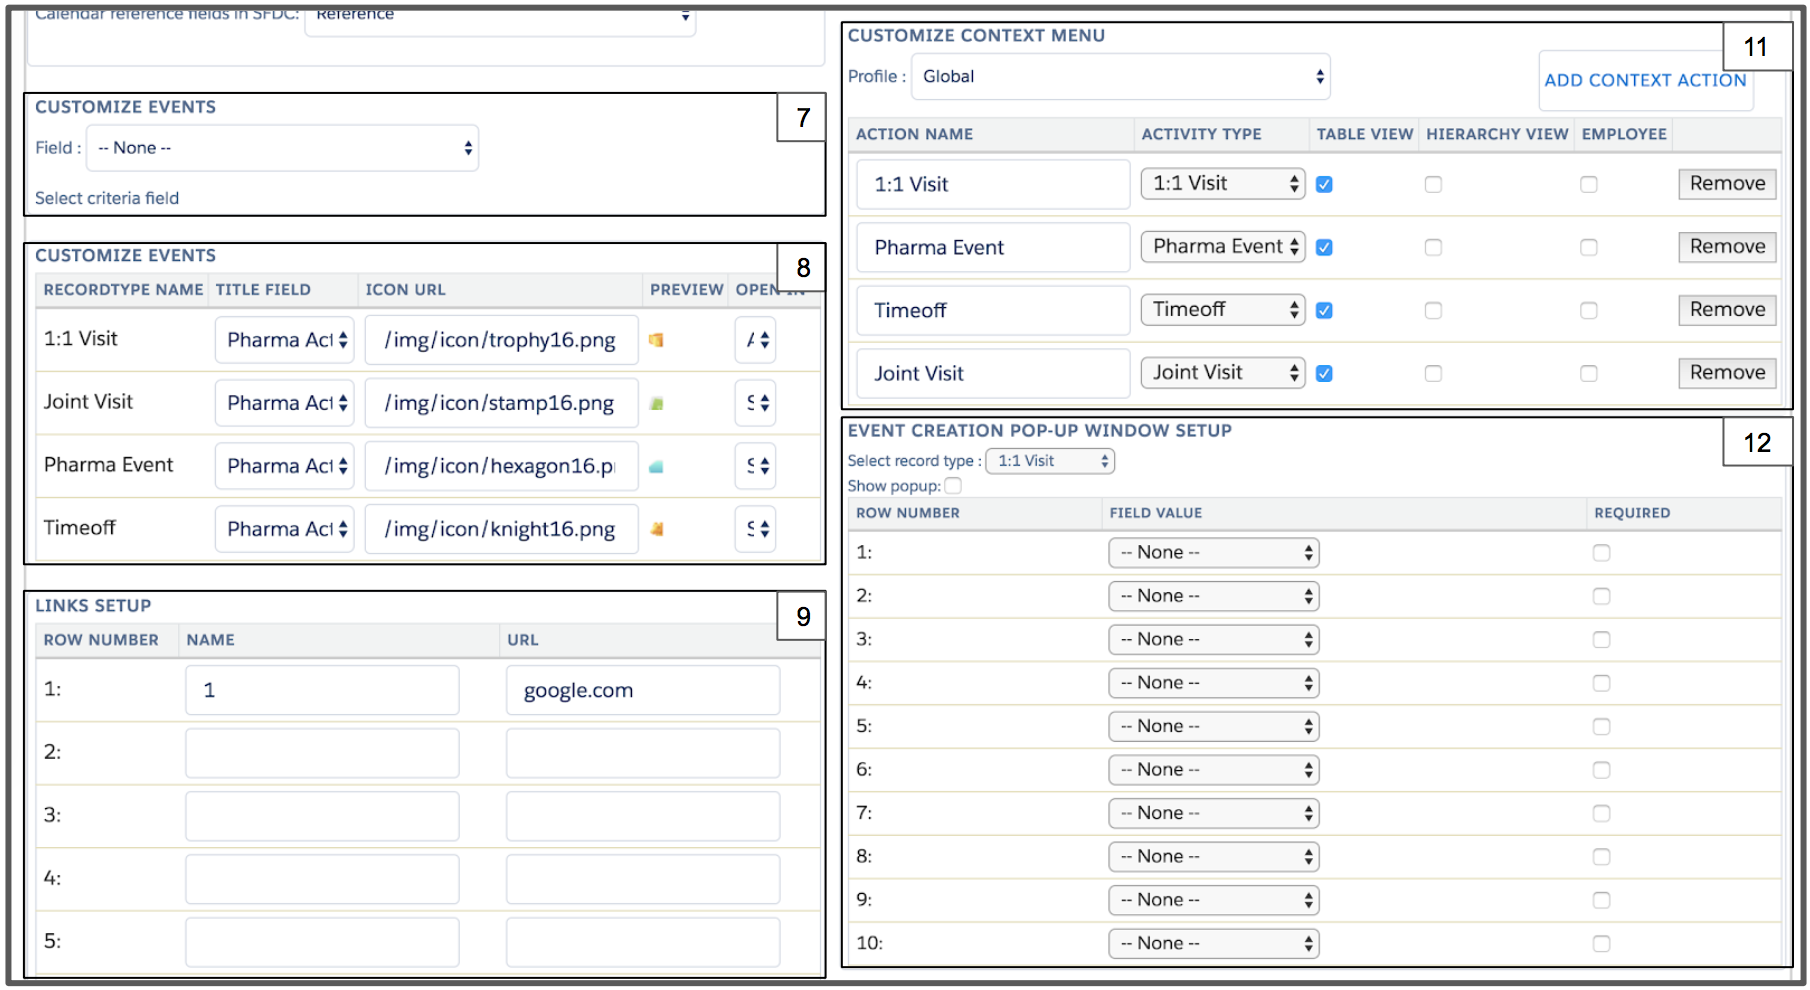 Calendar reference fields in SFDC: Reference
CUSTOMIZE EVENTS
7
Field : -- None --
Select criteria field
CUSTOMIZE EVENTS
8
RECORDTYPE NAME TITLE FIELD ICON URL PREVIEW OPEN IN
1:1 Visit Pharma Act /img/icon/trophy16.png A
Joint Visit Pharma Act /img/icon/stamp16.png S
Pharma Event Pharma Act /img/icon/hexagon16.p S
Timeoff Pharma Act /img/icon/knight16.png S
LINKS SETUP
9
ROW NUMBER NAME URL
1: 1 google.com
2:
3:
4:
5:
CUSTOMIZE CONTEXT MENU
11
Profile : Global
ADD CONTEXT ACTION
ACTION NAME ACTIVITY TYPE TABLE VIEW HIERARCHY VIEW EMPLOYEE
1:1 Visit 1:1 Visit Remove
Pharma Event Pharma Event Remove
Timeoff Timeoff Remove
Joint Visit Joint Visit Remove
EVENT CREATION POP-UP WINDOW SETUP
12
Select record type : 1:1 Visit
Show popup:
ROW NUMBER FIELD VALUE REQUIRED
1: -- None --
2: -- None --
3: -- None --
4: -- None --
5: -- None --
6: -- None --
7: -- None --
8: -- None --
9: -- None --
10: -- None --